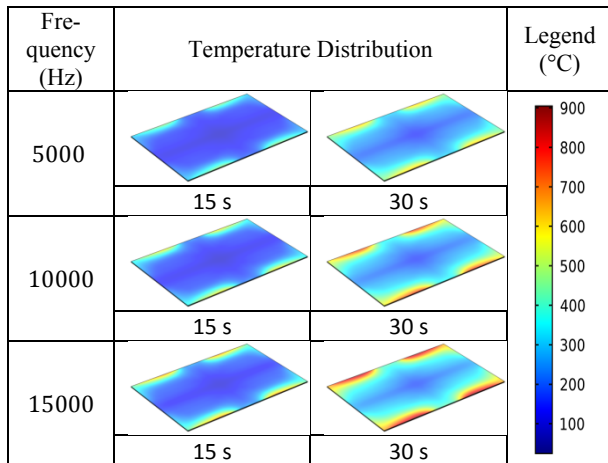 Fre-
quency
(Hz)
Temperature Distribution
Legend
(°C)
5000
15 s
30 s
10000
15 s
30 s
15000
15 s
30 s
900
800
700
600
500
400
300
200
100